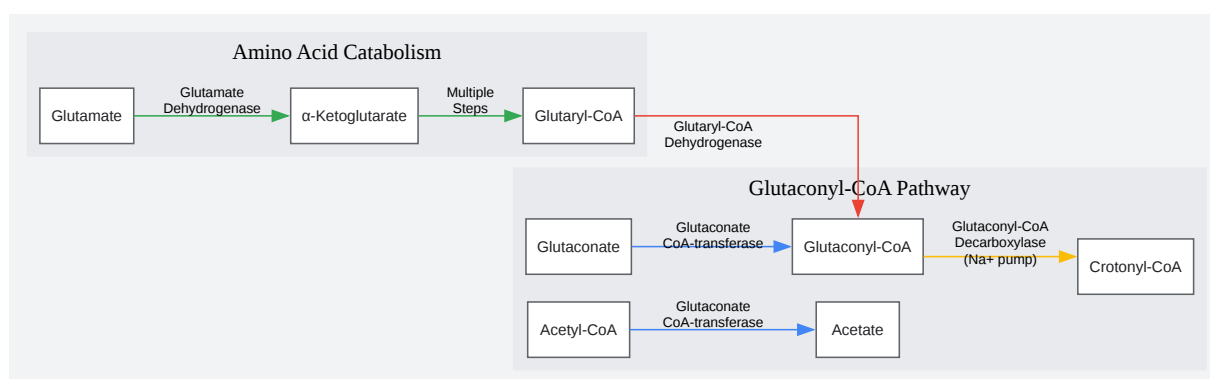 Amino Acid Catabolism
Glutamate
Glutamate
Dehydrogenase
α-Ketoglutarate
Multiple
Steps
Glutaryl-CoA
Glutaryl-CoA
Dehydrogenase
Glutaconyl-CoA Pathway
Glutaconate
Glutaconate
CoA-transferase
Glutaconyl-CoA
Glutaconyl-CoA
Decarboxylase
(Na+ pump)
Crotonyl-CoA
Acetyl-CoA
Glutaconate
CoA-transferase
Acetate